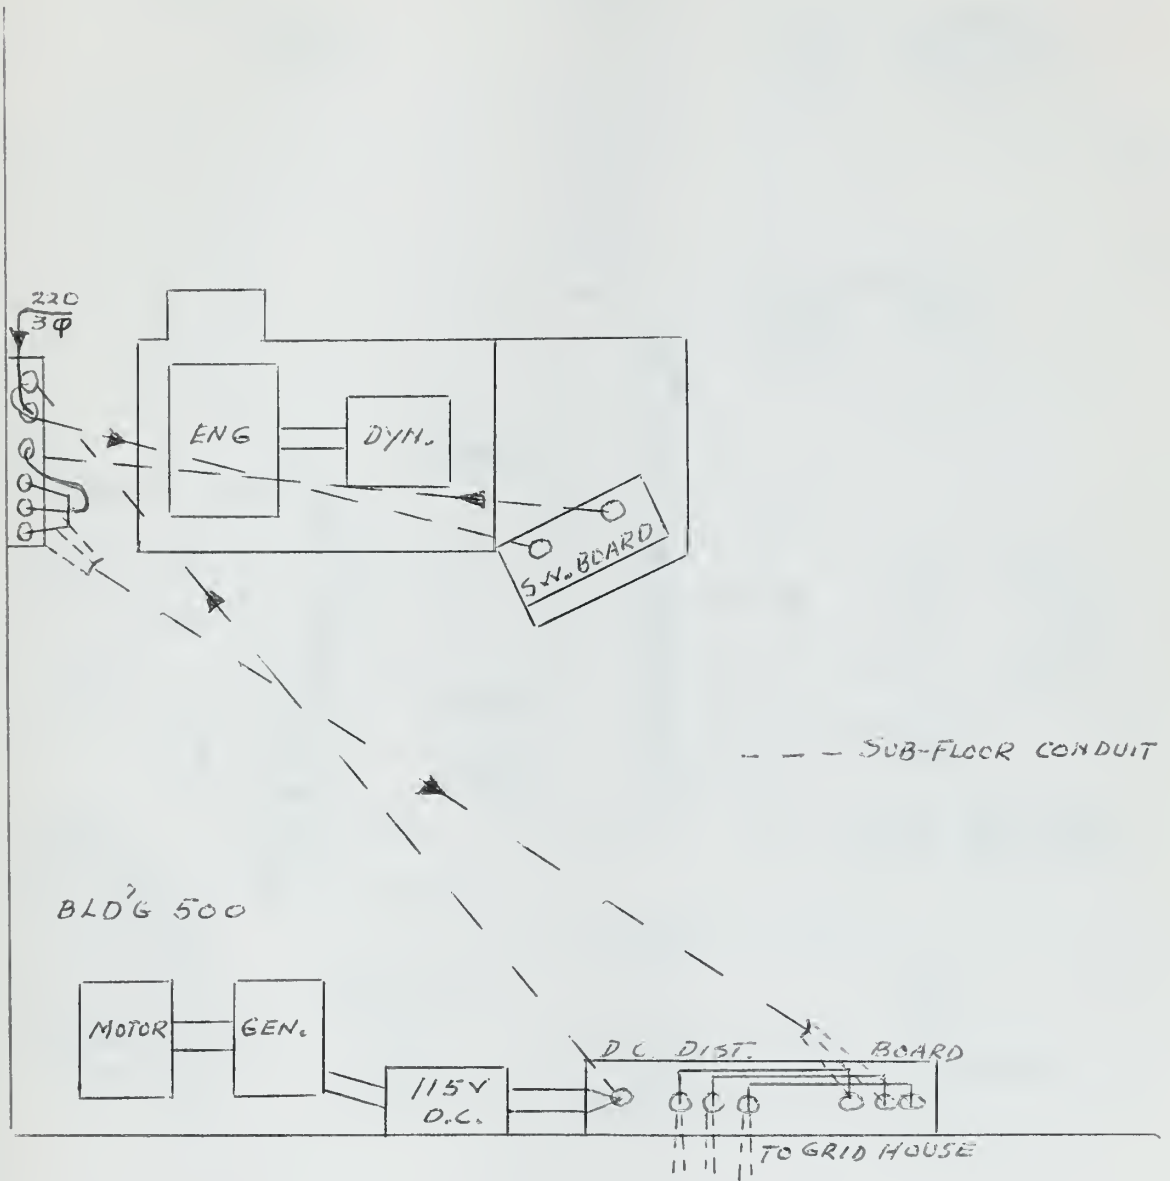 220
3φ
ENG
DYN.
SW. BOARD
--- SUB-FLOOR CONDUIT
BLD'G 500
MOTOR
GEN.
115V
D.C.
D.C. DIST. BOARD
TO GRID HOUSE